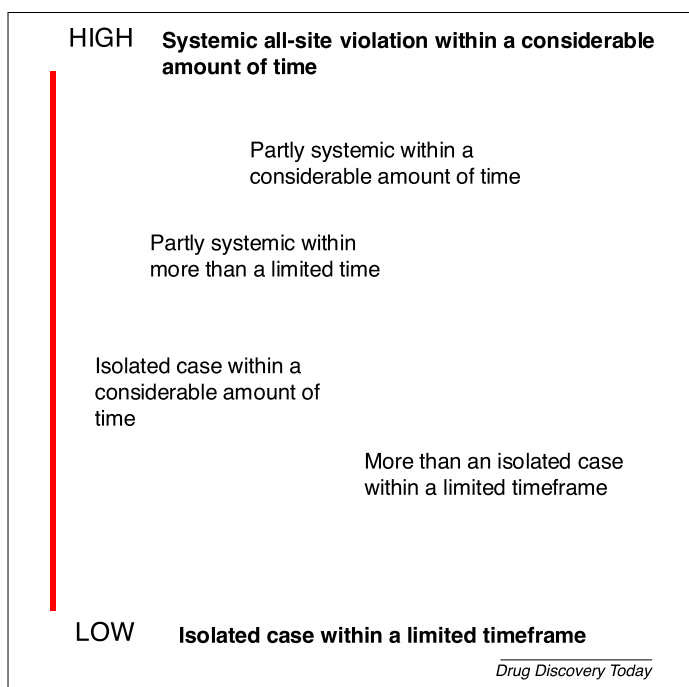 HIGH Systemic all-site violation within a considerable
amount of time
Partly systemic within a
considerable amount of time
Partly systemic within
more than a limited time
Isolated case within a
considerable amount of
time
More than an isolated case
within a limited timeframe
LOW Isolated case within a limited timeframe
Drug Discovery Today